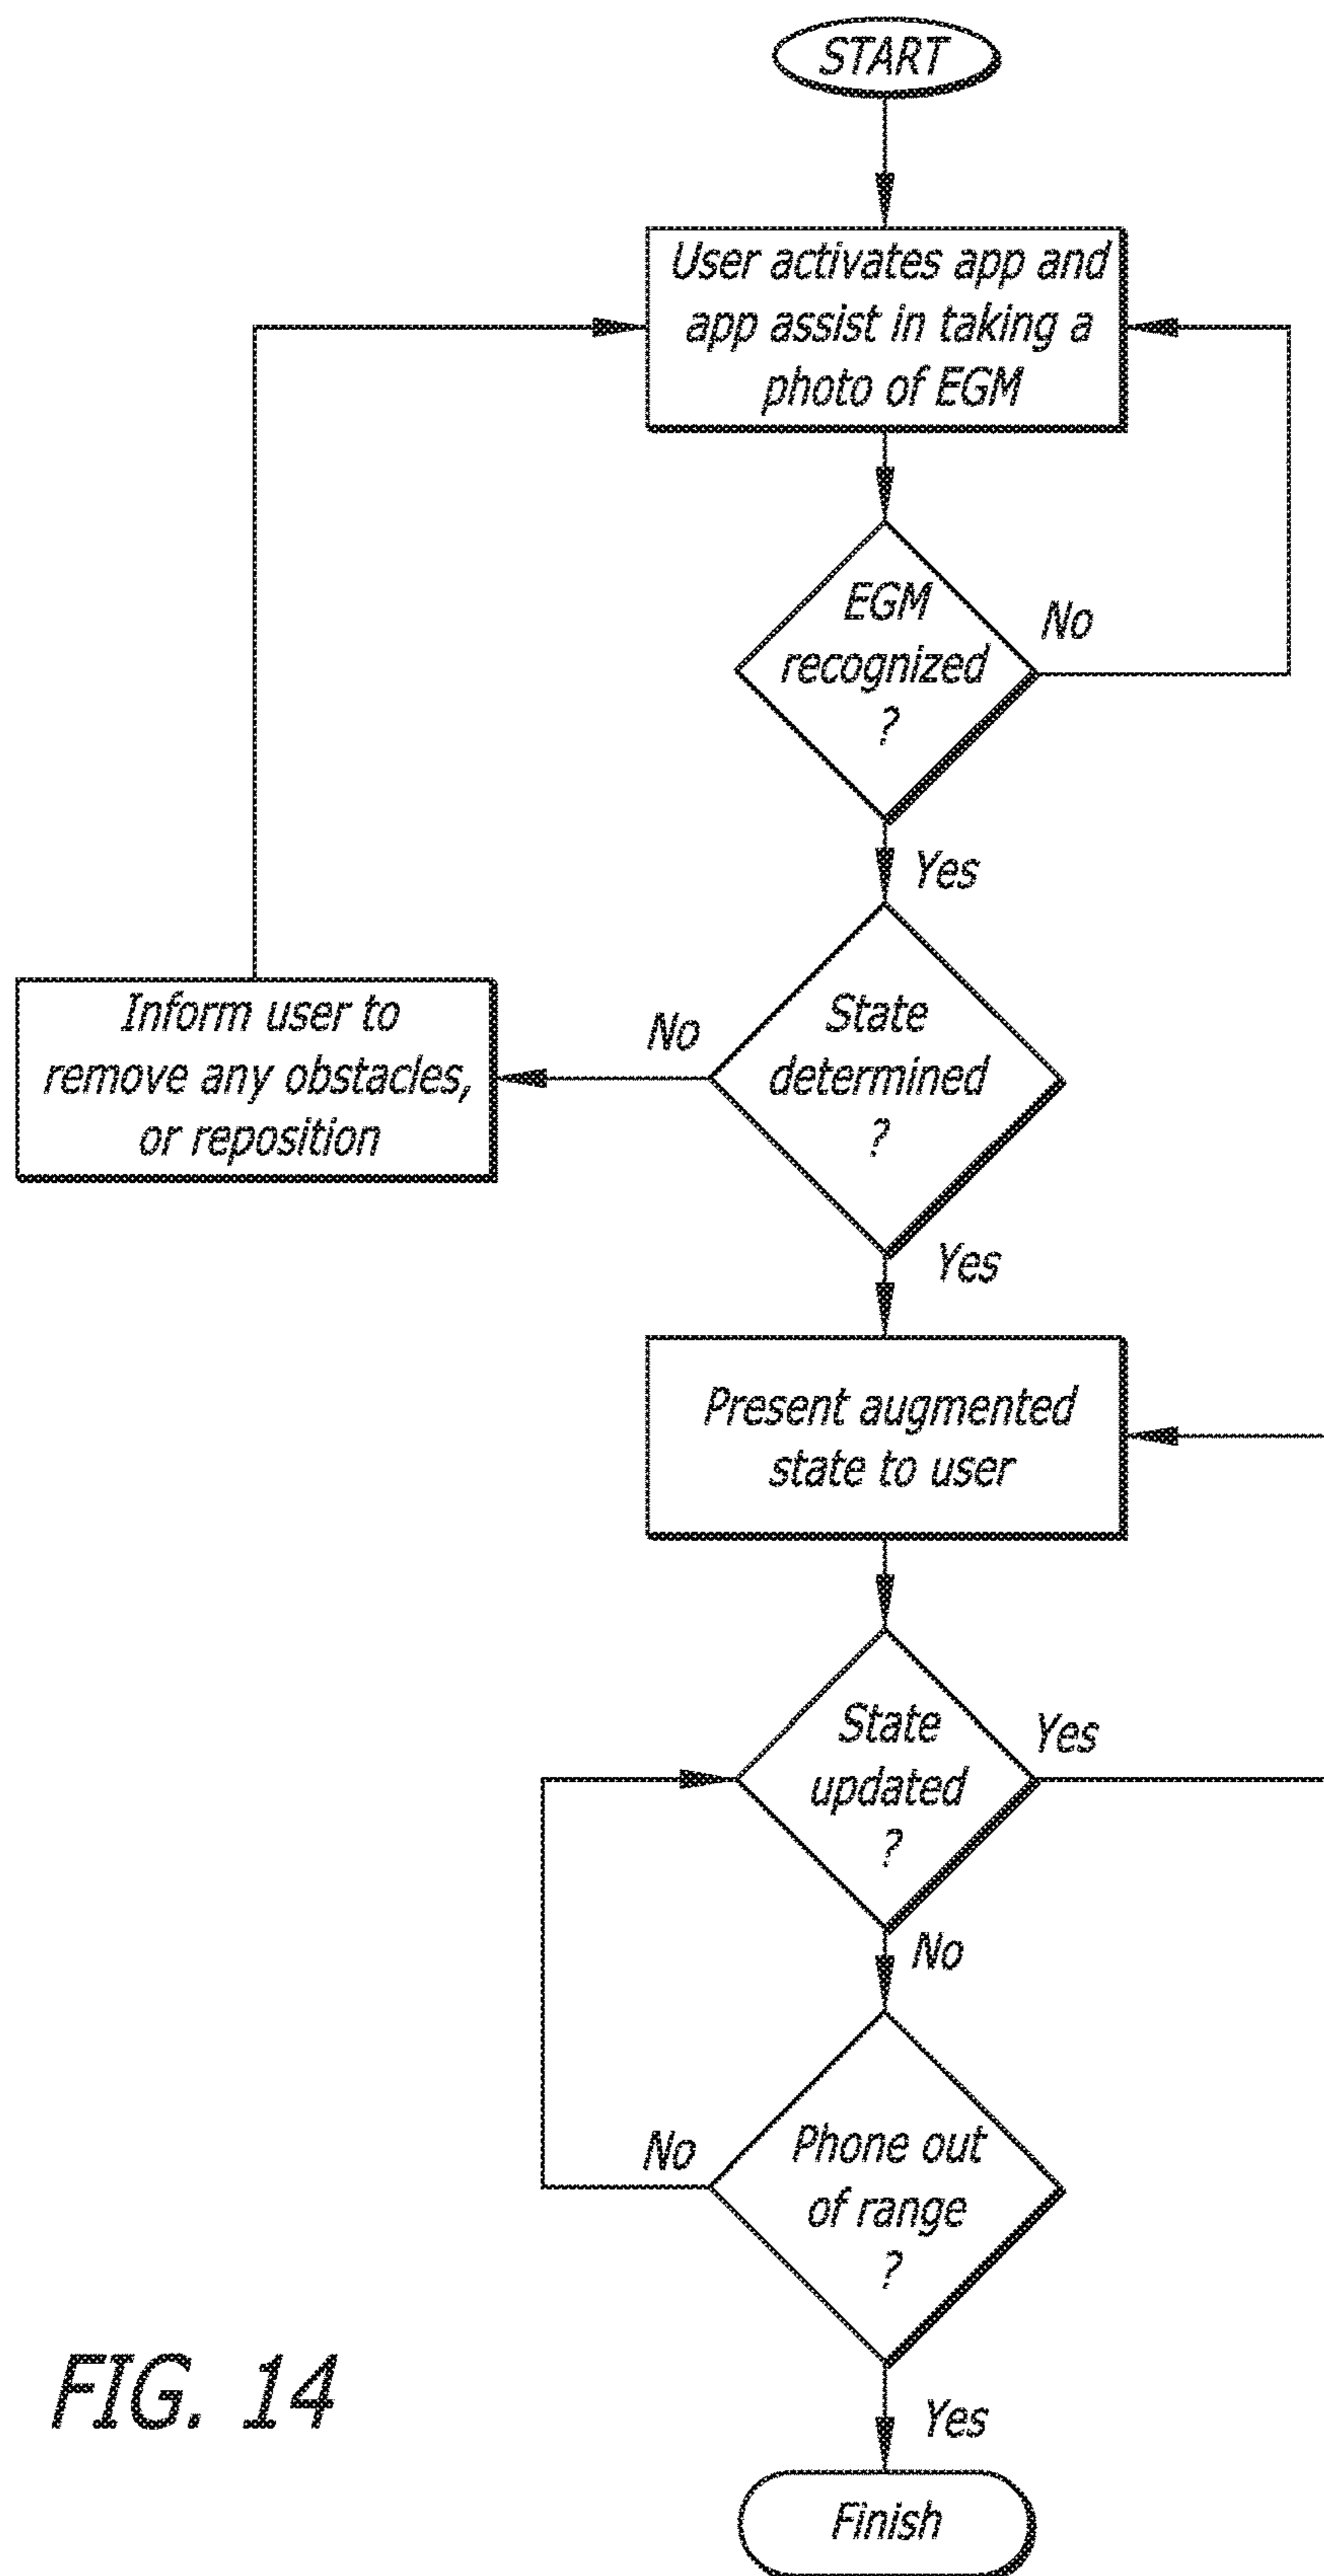 START
User activates app and
app assist in taking a
photo of EGM
EGM
recognized
?
No
Yes
State
determined
?
No
Inform user to
remove any obstacles,
or reposition
Yes
Present augmented
state to user
State
updated
?
Yes
No
Phone out
of range
?
No
Yes
Finish
FIG. 14